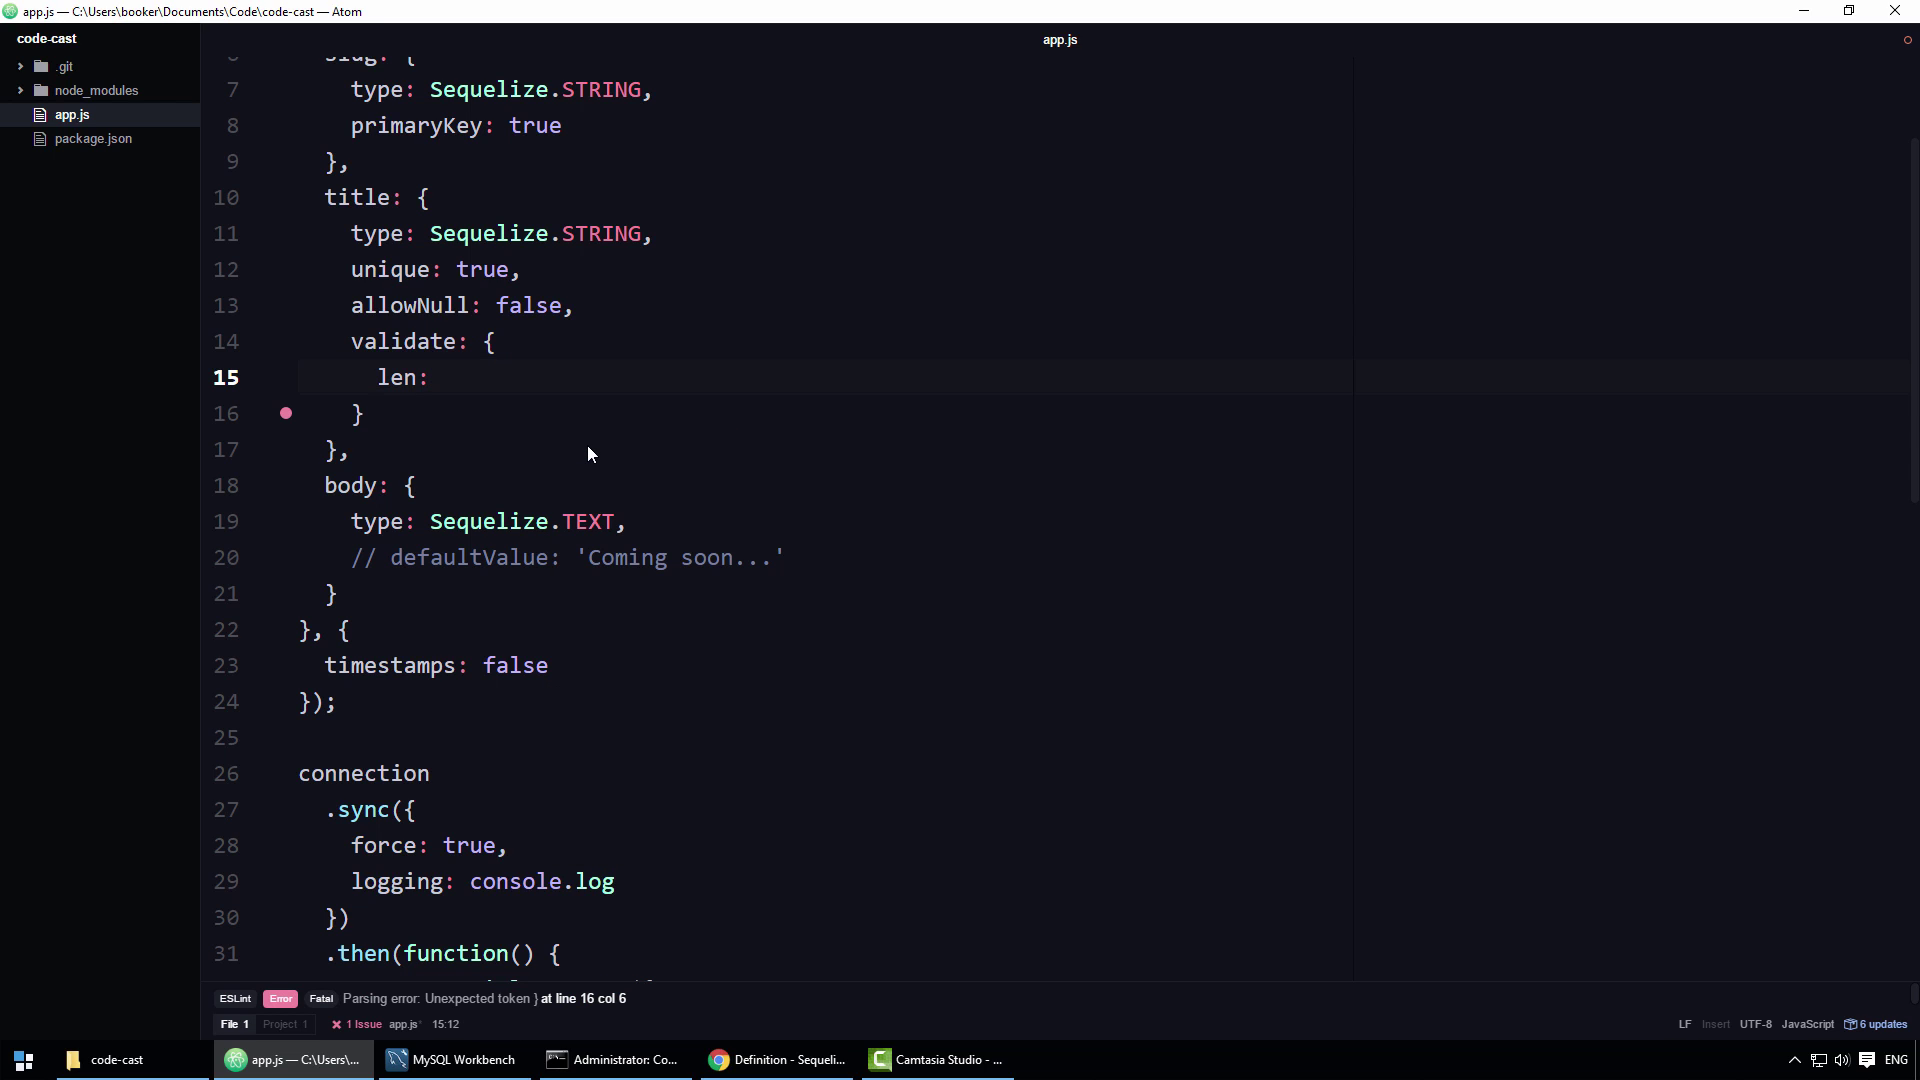 app.js — C:\Users\booker\Documents\Code\code-cast — Atom
code-cast
.git
node_modules
app.js
package.json
app.js
slug: {
7 type: Sequelize.STRING,
8 primaryKey: true
9 },
10 title: {
11 type: Sequelize.STRING,
12 unique: true,
13 allowNull: false,
14 validate: {
15 len:
16 }
17 },
18 body: {
19 type: Sequelize.TEXT,
20 // defaultValue: 'Coming soon...'
21 }
22 }, {
23 timestamps: false
24 });
25
26 connection
27 .sync({
28 force: true,
29 logging: console.log
30 })
31 .then(function() {
ESLint Error Fatal Parsing error: Unexpected token } at line 16 col 6
File 1 Project 1 1 Issue app.js* 15:12 LF Insert UTF-8 JavaScript 6 updates
code-cast app.js — C:\Users\... MySQL Workbench Administrator: Co... Definition - Sequeli... Camtasia Studio - ... ENG